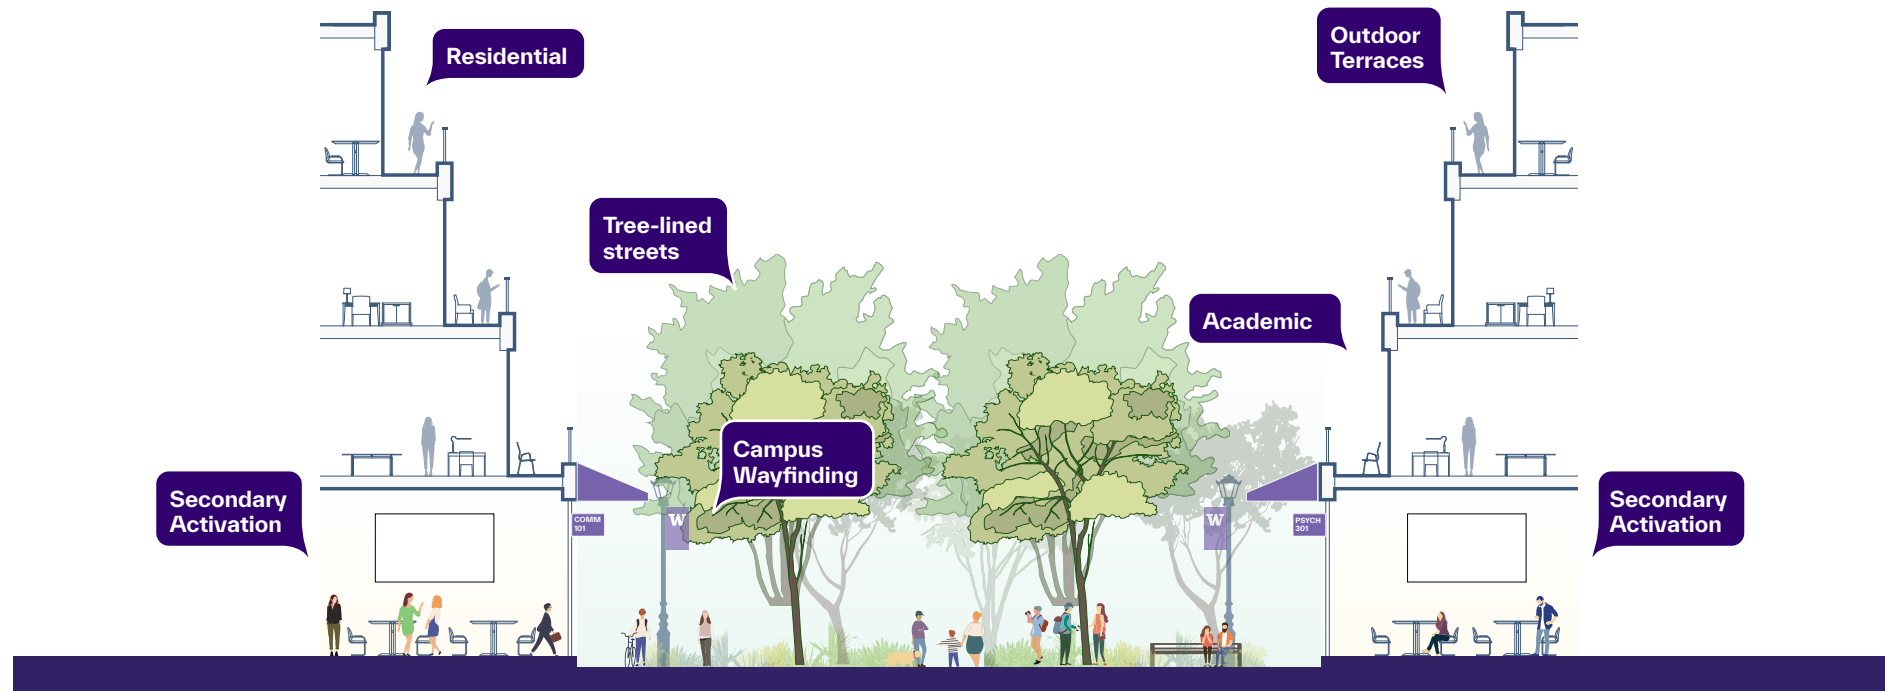 Residential
Outdoor
Terraces
Tree-lined
streets
Academic
Campus
Wayfinding
Secondary
Activation
Secondary
Activation
COMM
101
W
W
PSYCH
301